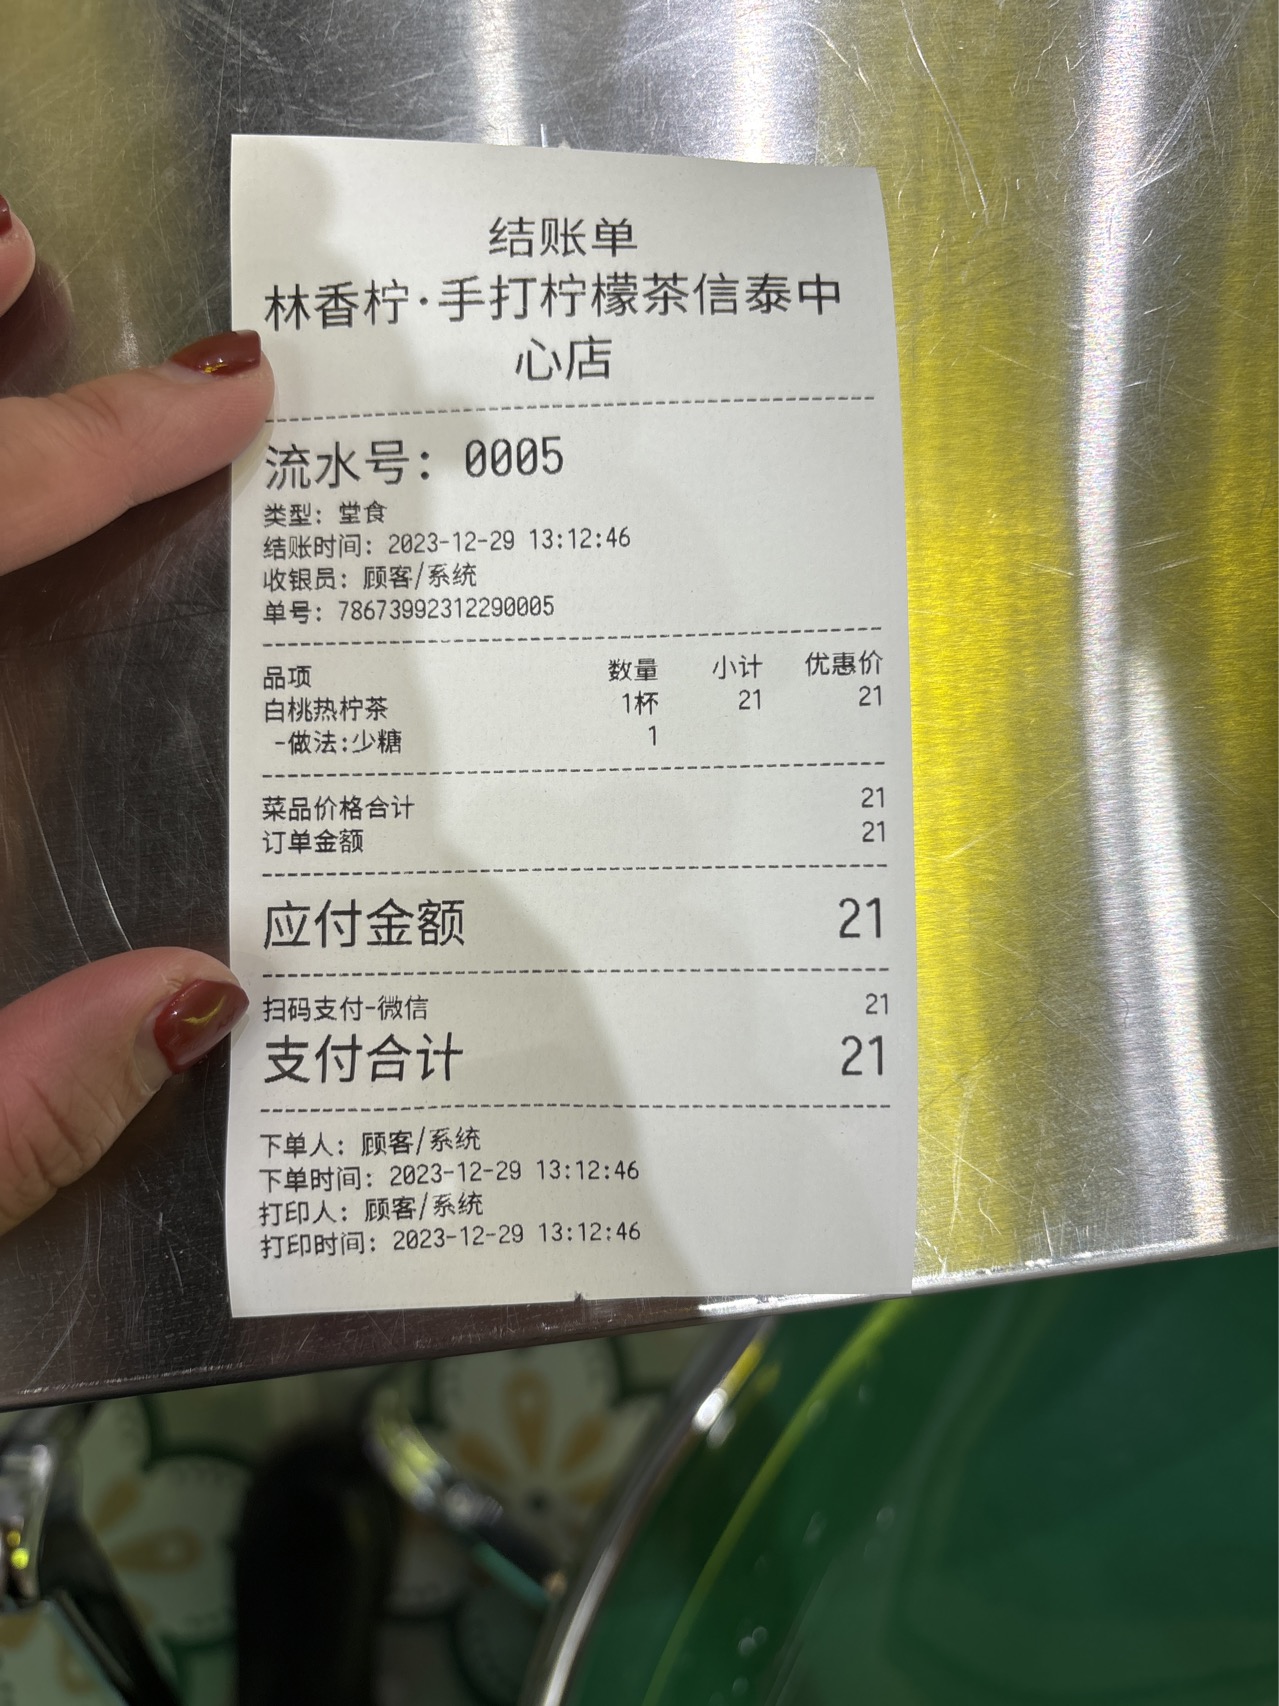 结账单
林香柠·手打柠檬茶信泰中
心店
流水号: 0005
类型: 堂食
结账时间: 2023-12-29 13:12:46
收银员: 顾客/系统
单号: 78673992312290005
品项 数量 小计 优惠价
白桃热柠茶 1杯 21 21
-做法:少糖 1
菜品价格合计 21
订单金额 21
应付金额 21
扫码支付-微信 21
支付合计 21
下单人: 顾客/系统
下单时间: 2023-12-29 13:12:46
打印人: 顾客/系统
打印时间: 2023-12-29 13:12:46